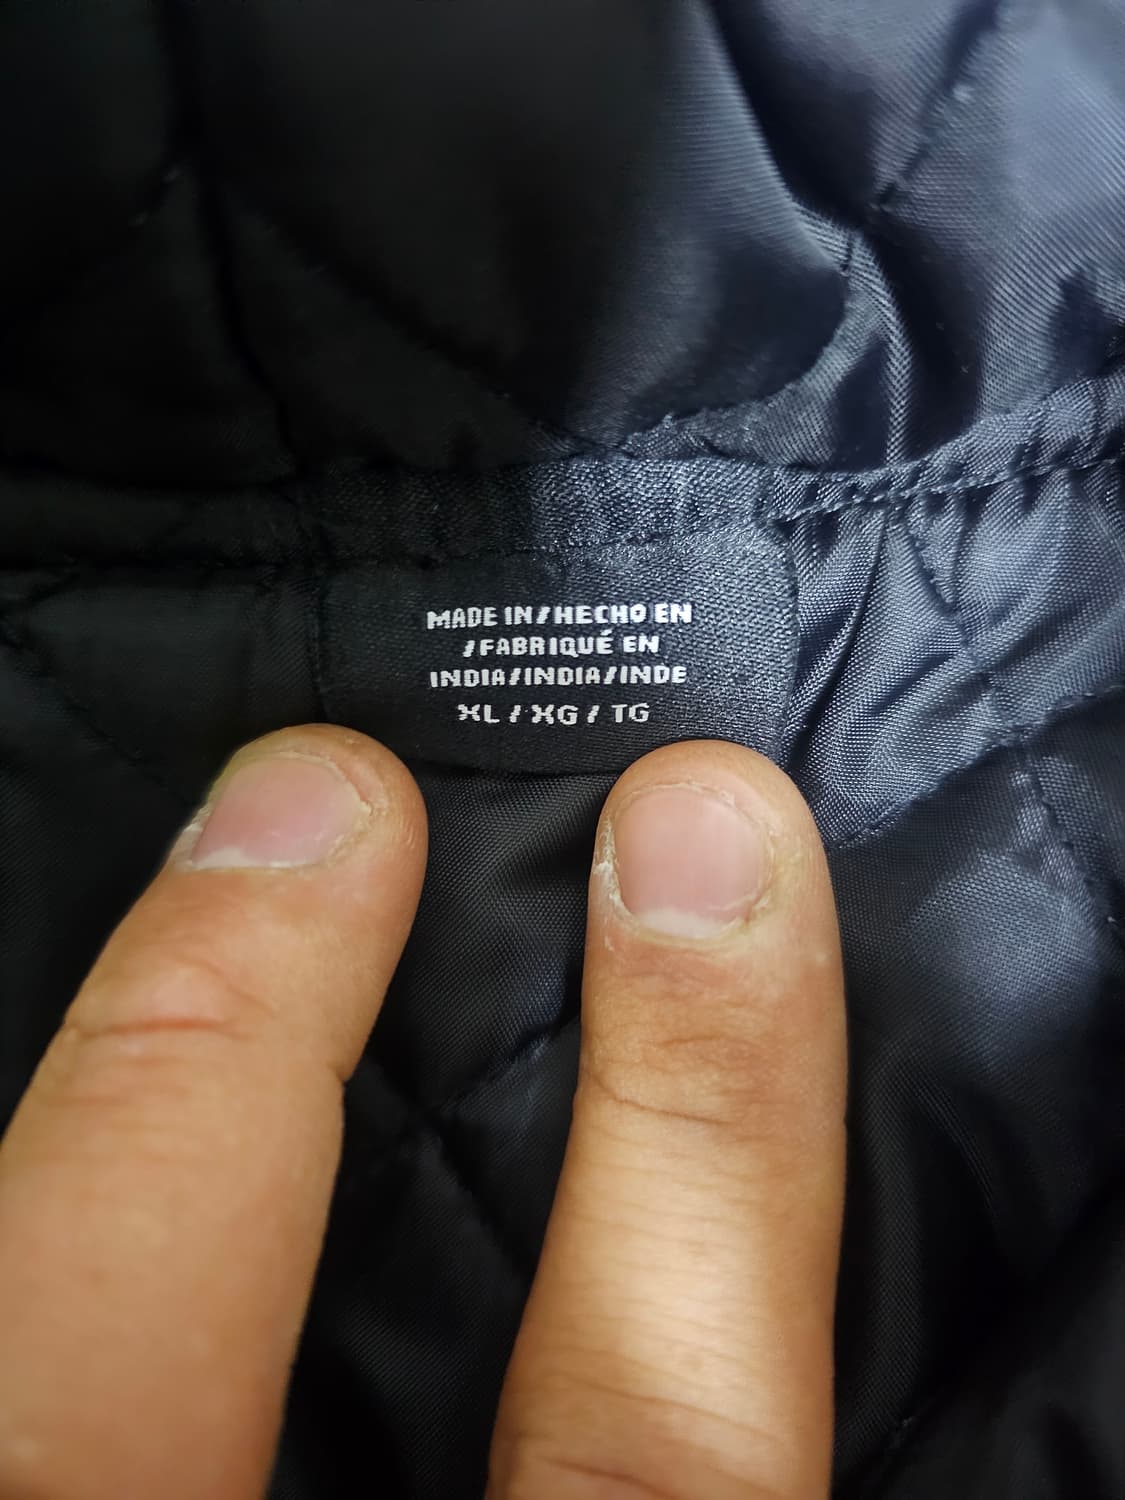 MADE IN/HECHO EN
/FABRIQUÉ EN
INDIA/INDIA/INDE
XL / XG / TG